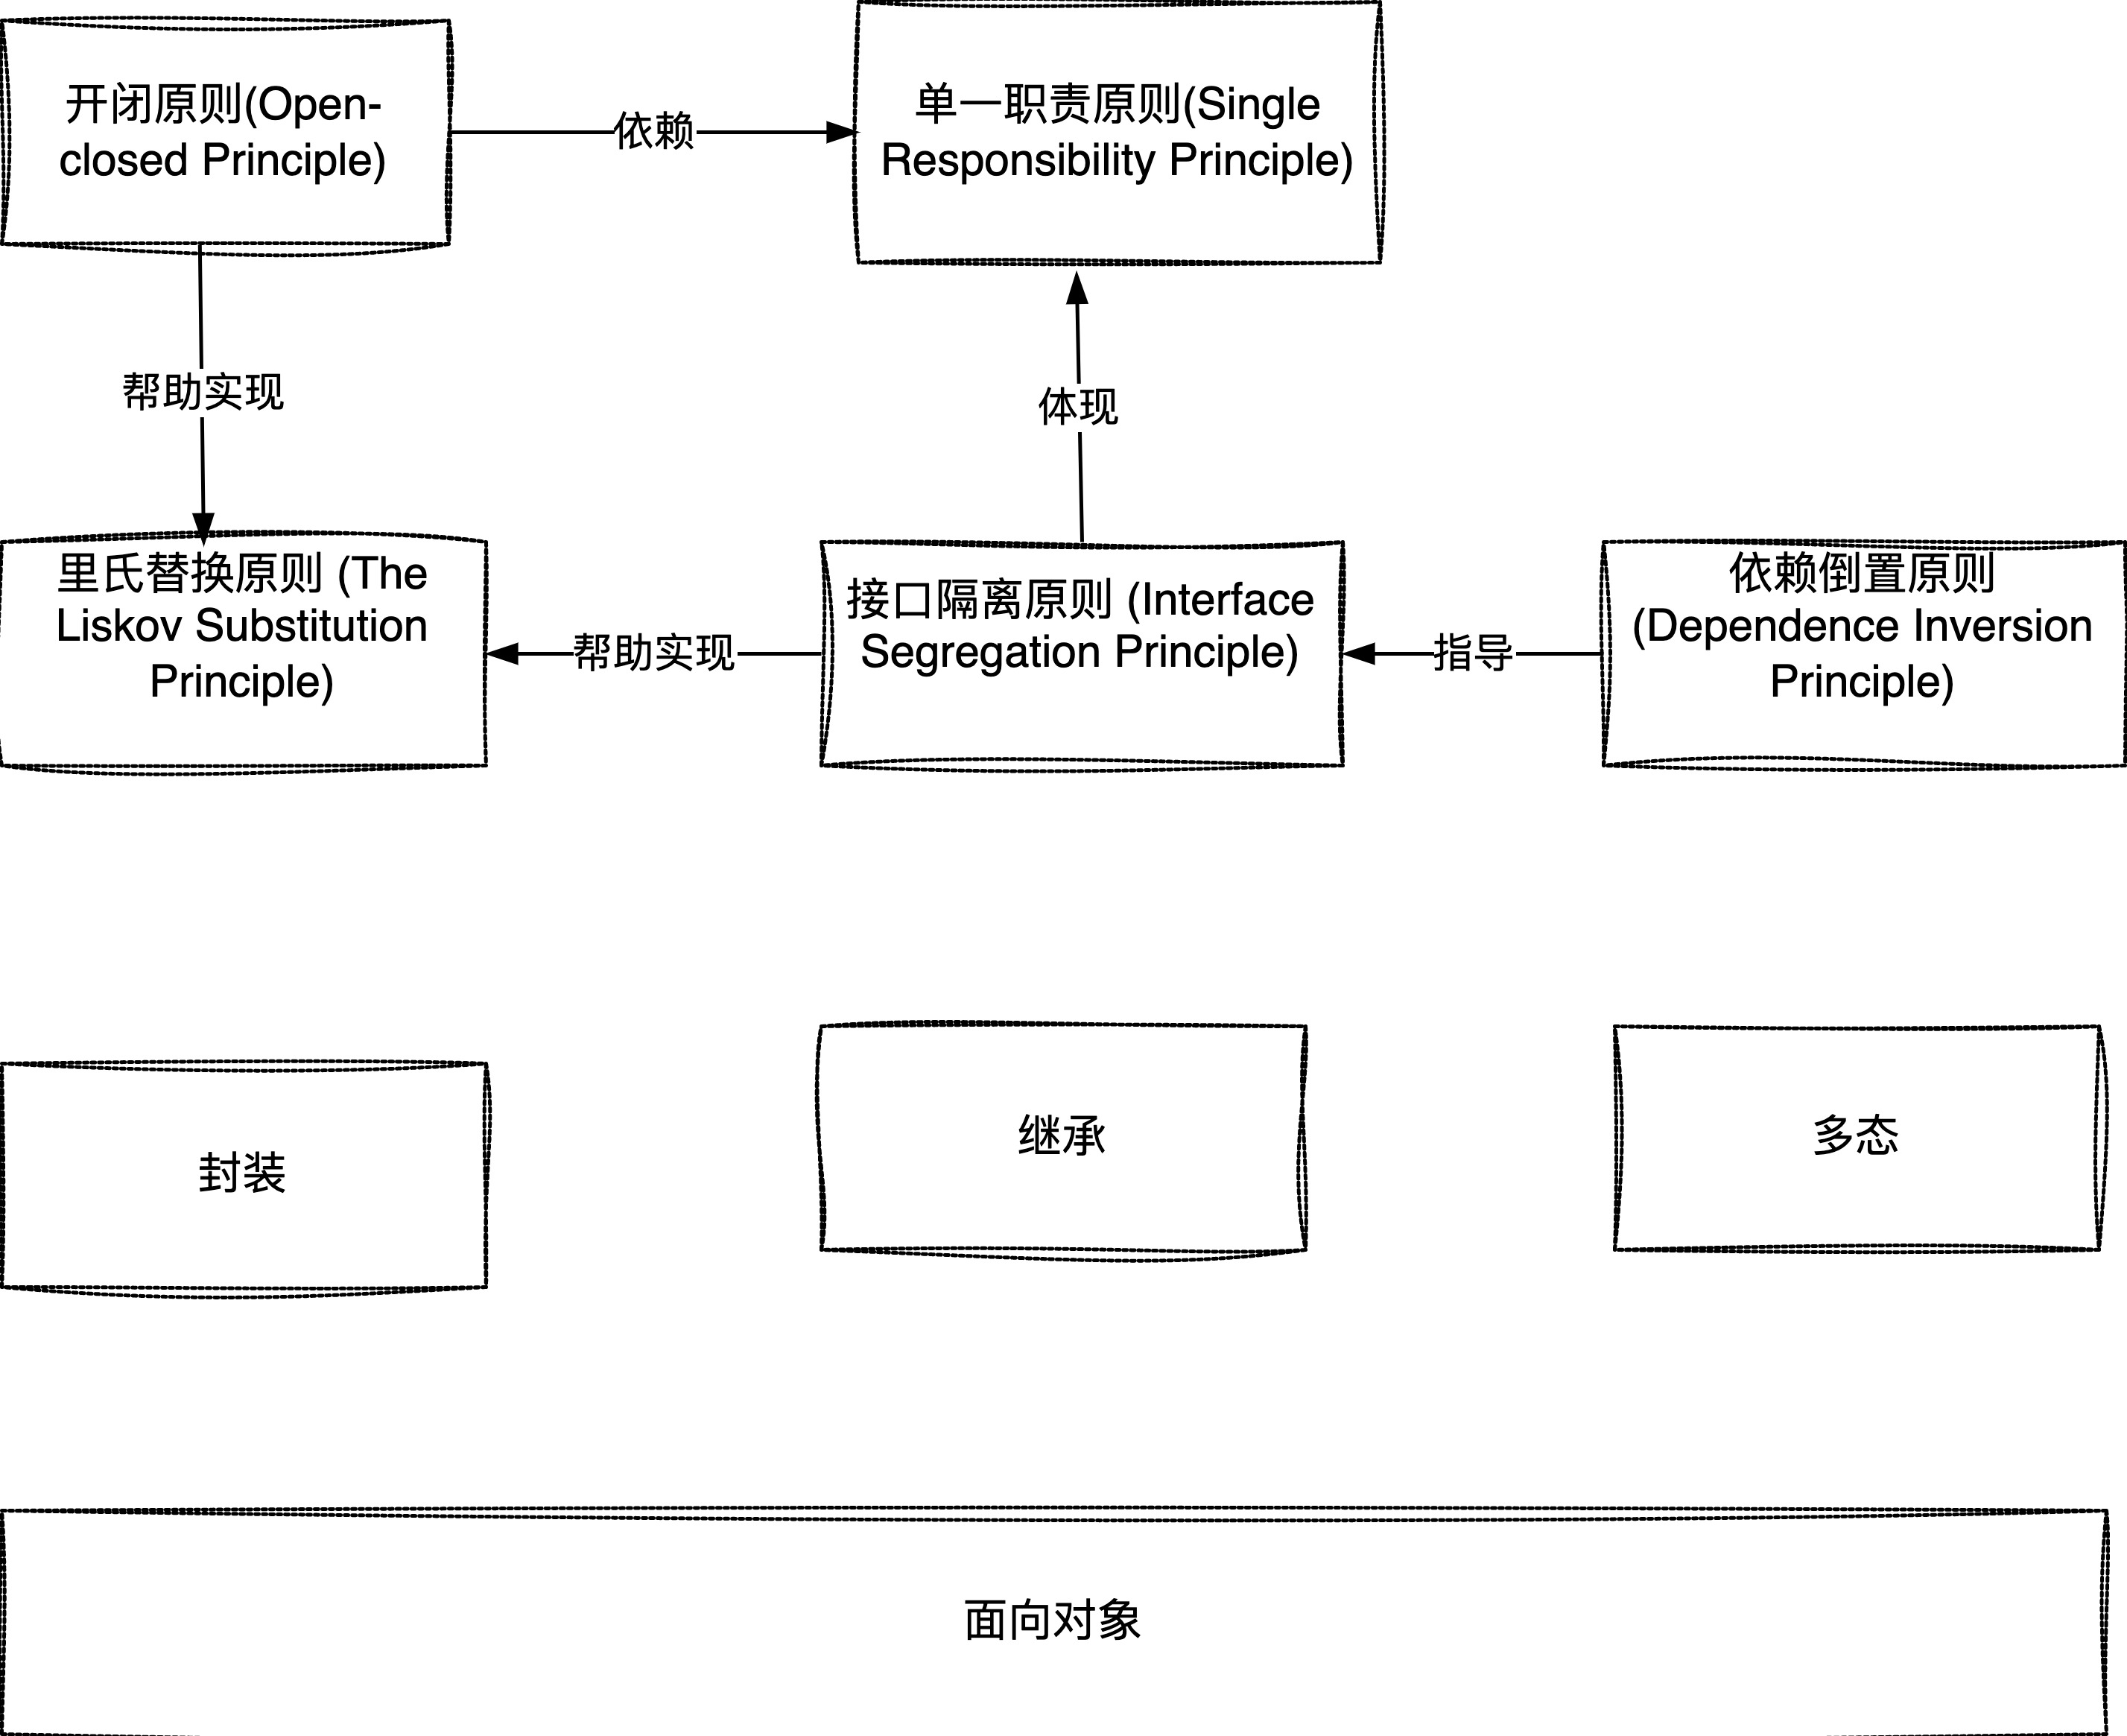 开闭原则(Open-
closed Principle)
依赖
单一职责原则(Single
Responsibility Principle)
帮助实现
体现
里氏替换原则 (The
Liskov Substitution
Principle)
帮助实现
接口隔离原则 (Interface
Segregation Principle)
指导
依赖倒置原则
(Dependence Inversion
Principle)
封装
继承
多态
面向对象